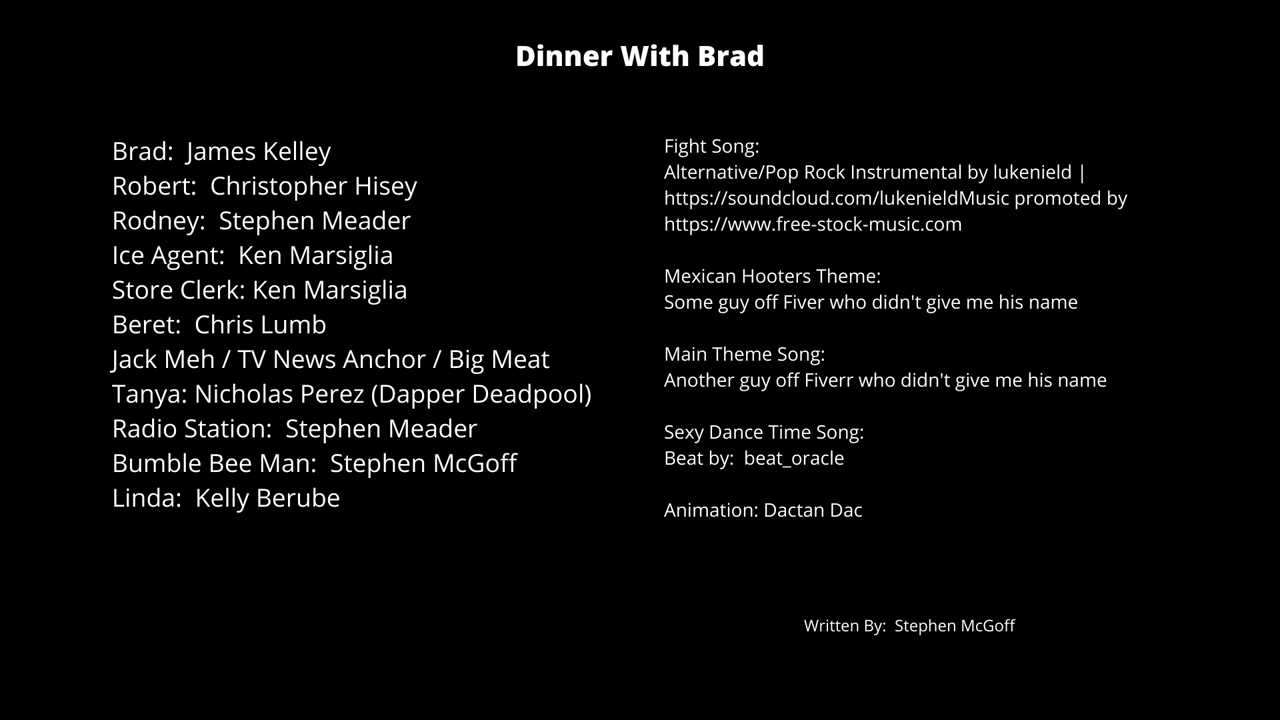 Dinner With Brad
Brad:  James Kelley
Robert:  Christopher Hisey
Rodney:  Stephen Meader
Ice Agent:  Ken Marsiglia
Store Clerk: Ken Marsiglia
Beret:  Chris Lumb
Jack Meh / TV News Anchor / Big Meat
Tanya: Nicholas Perez (Dapper Deadpool)
Radio Station:  Stephen Meader
Bumble Bee Man:  Stephen McGoff
Linda:  Kelly Berube
Fight Song:
Alternative/Pop Rock Instrumental by lukenield |
https://soundcloud.com/lukenieldMusic promoted by
https://www.free-stock-music.com
Mexican Hooters Theme:
Some guy off Fiver who didn't give me his name
Main Theme Song:
Another guy off Fiverr who didn't give me his name
Sexy Dance Time Song:
Beat by:  beat_oracle
Animation: Dactan Dac
Written By:  Stephen McGoff